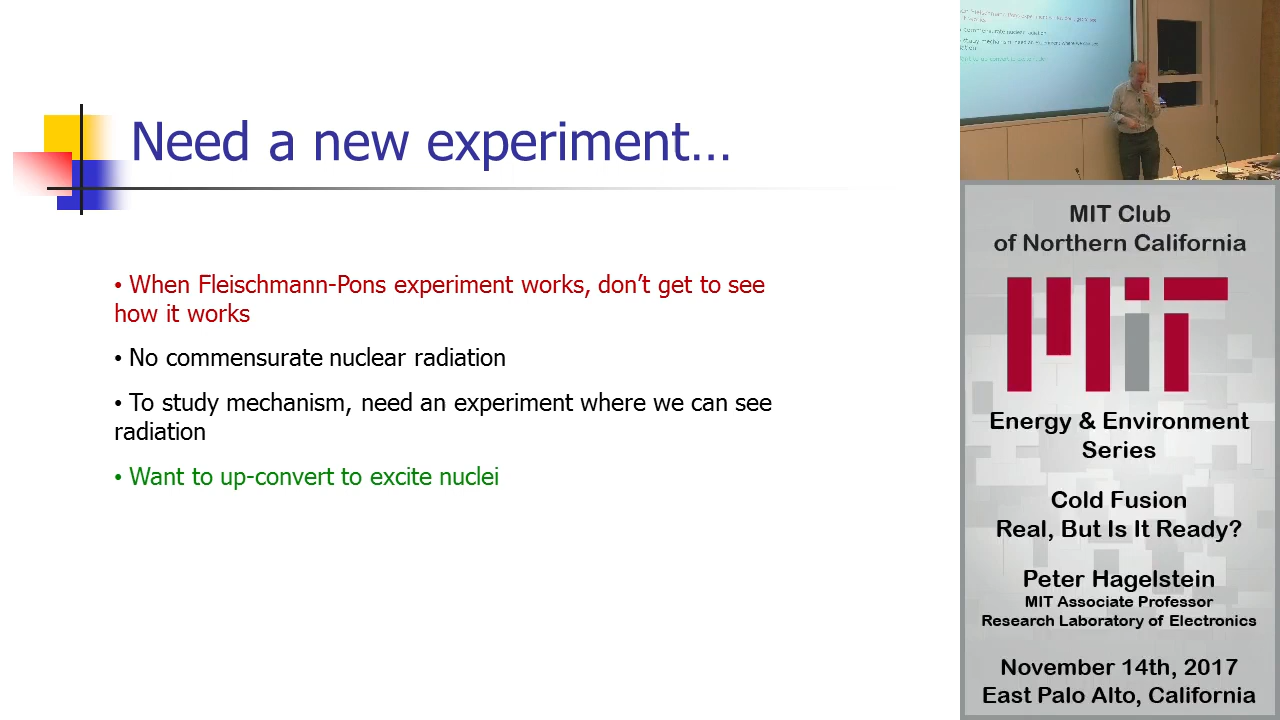 Need a new experiment...
• When Fleischmann-Pons experiment works, don't get to see
how it works
• No commensurate nuclear radiation
• To study mechanism, need an experiment where we can see
radiation
• Want to up-convert to excite nuclei
MIT Club
of Northern California
MIT
Energy & Environment
Series
Cold Fusion
Real, But Is It Ready?
Peter Hagelstein
MIT Associate Professor
Research Laboratory of Electronics
November 14th, 2017
East Palo Alto, California